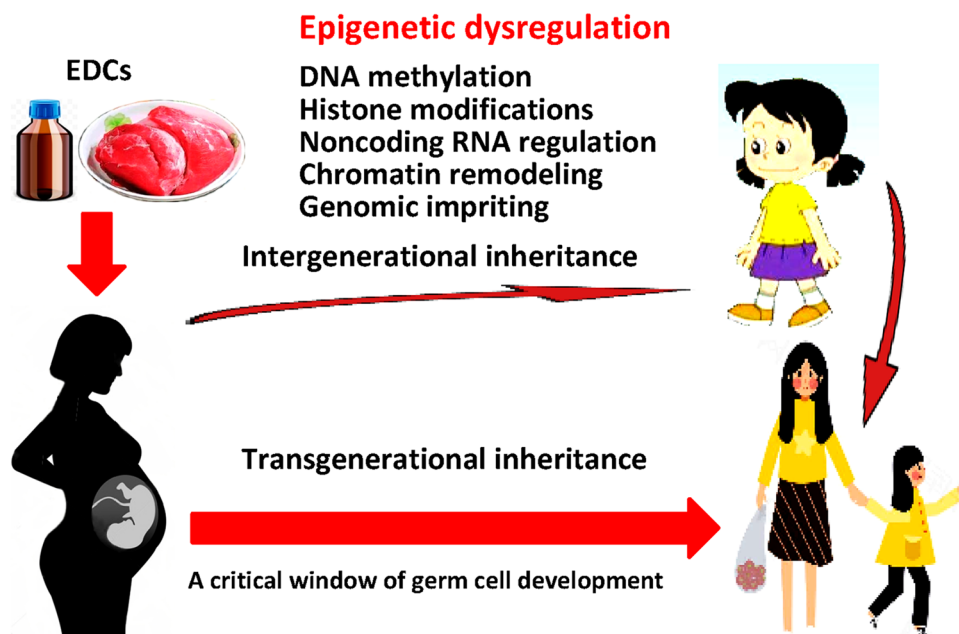 Epigenetic dysregulation
EDCs
DNA methylation
Histone modifications
Noncoding RNA regulation
Chromatin remodeling
Genomic impriting
Intergenerational inheritance
Transgenerational inheritance
A critical window of germ cell development